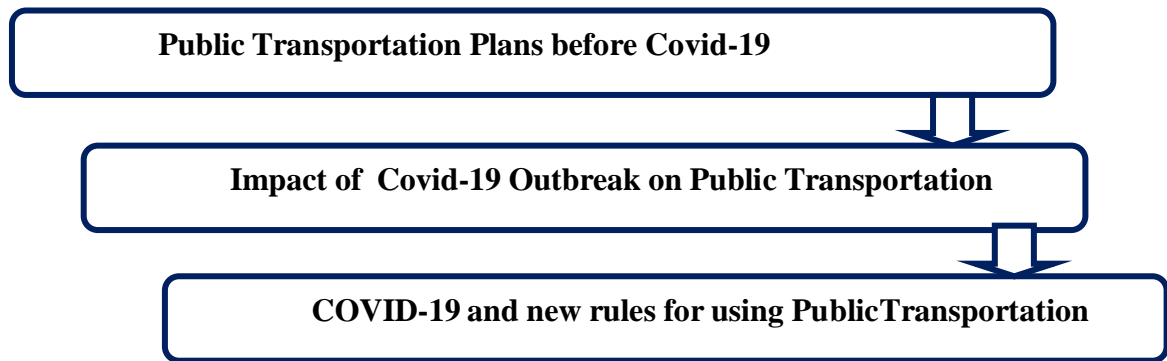 Public Transportation Plans before Covid-19
Impact of Covid-19 Outbreak on Public Transportation
COVID-19 and new rules for using PublicTransportation